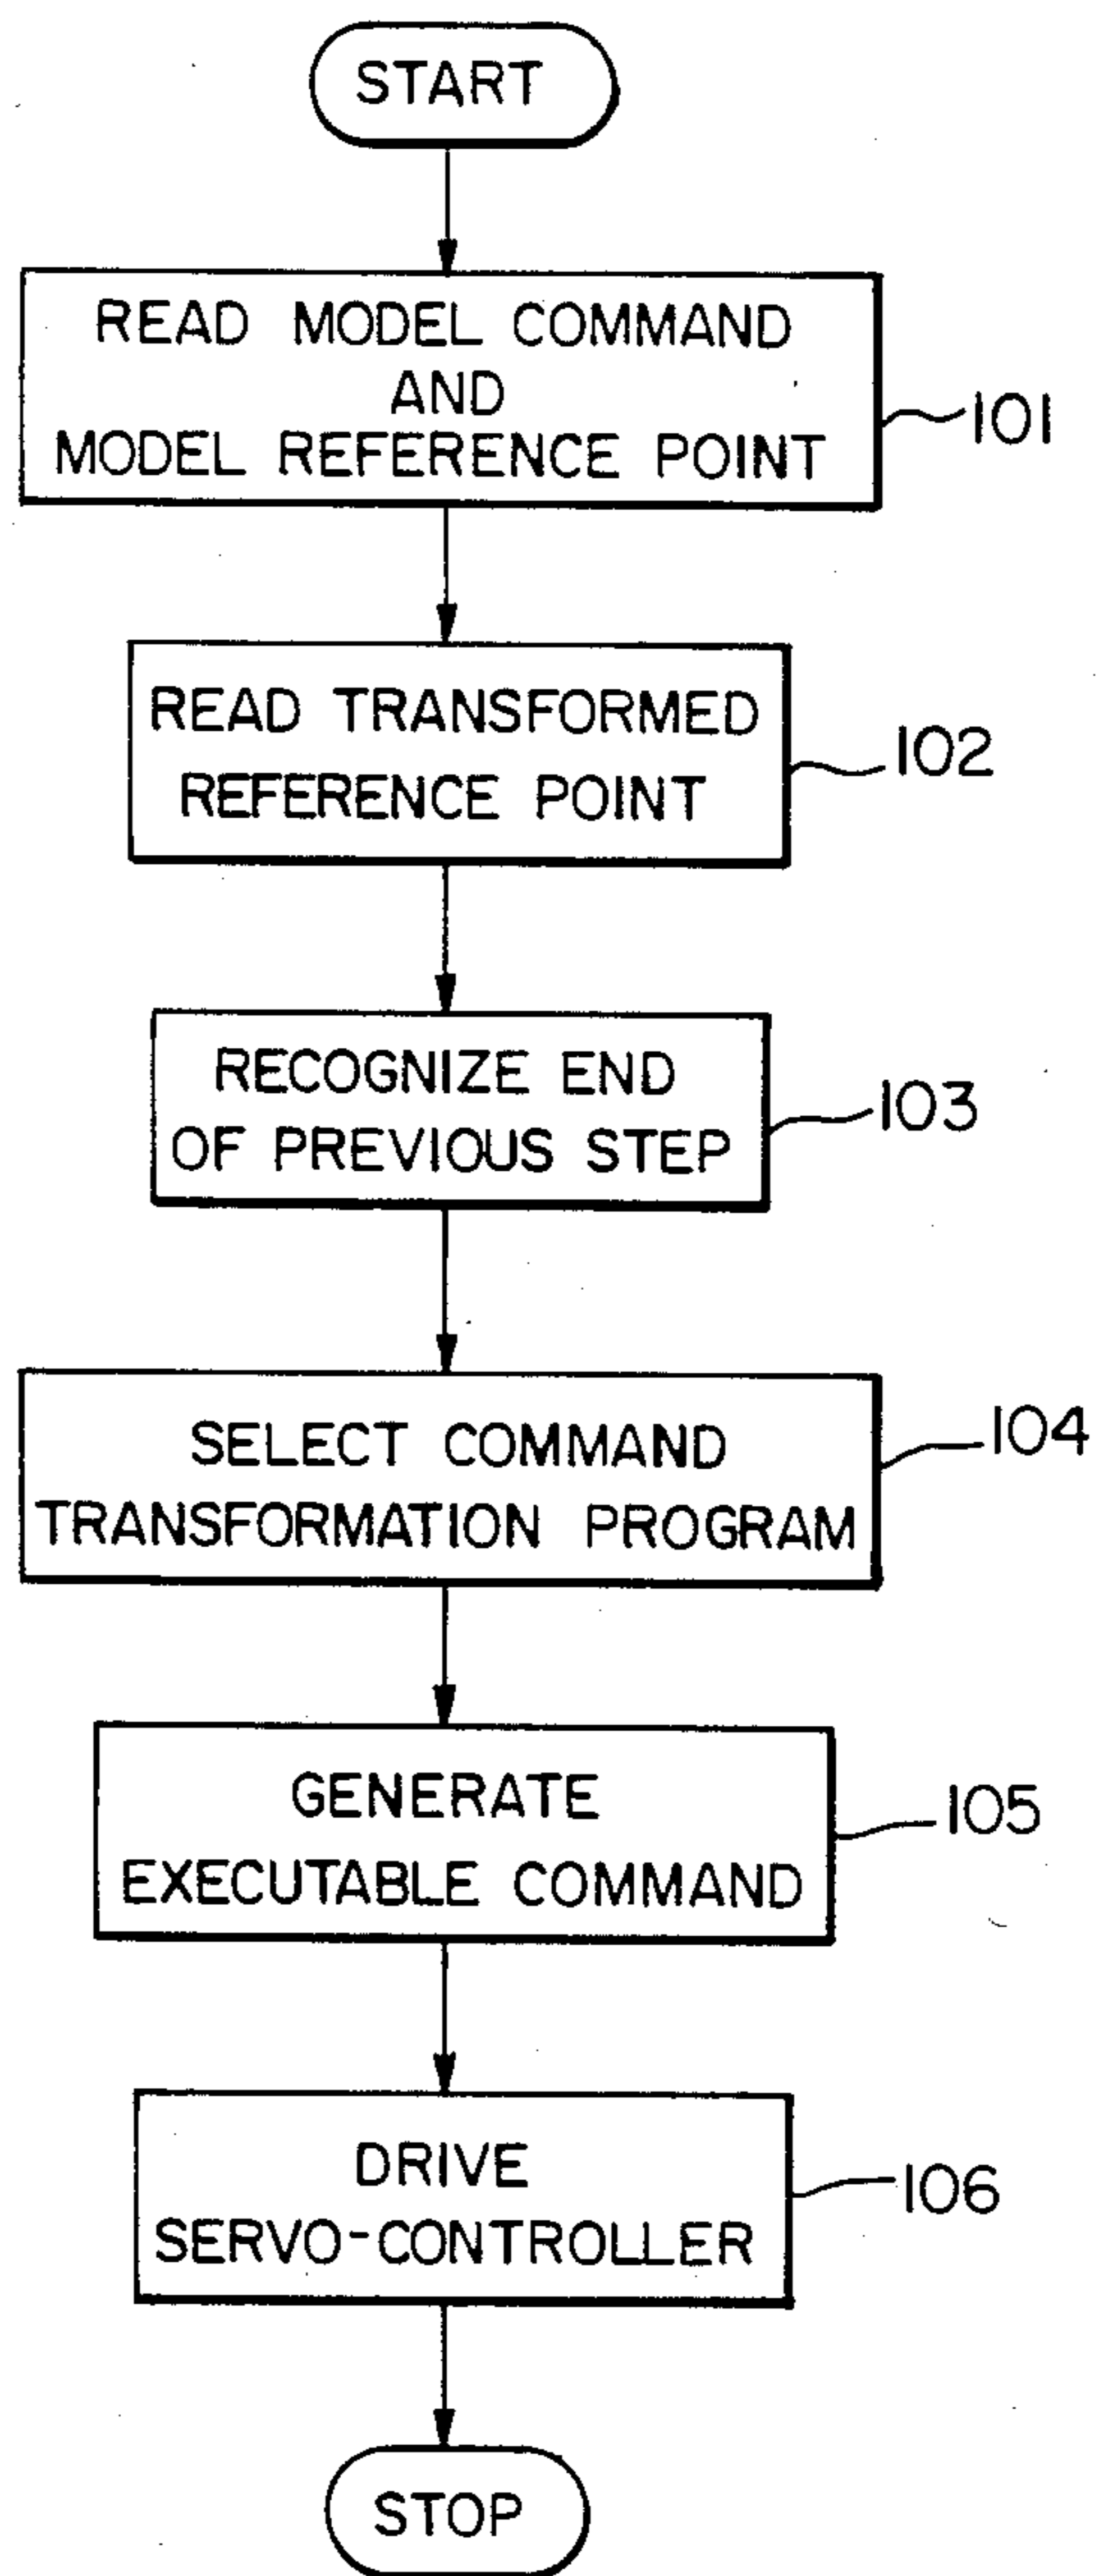 START
READ MODEL COMMAND
AND
MODEL REFERENCE POINT
101
READ TRANSFORMED
REFERENCE POINT
102
RECOGNIZE END
OF PREVIOUS STEP
103
SELECT COMMAND
TRANSFORMATION PROGRAM
104
GENERATE
EXECUTABLE COMMAND
105
DRIVE
SERVO-CONTROLLER
106
STOP